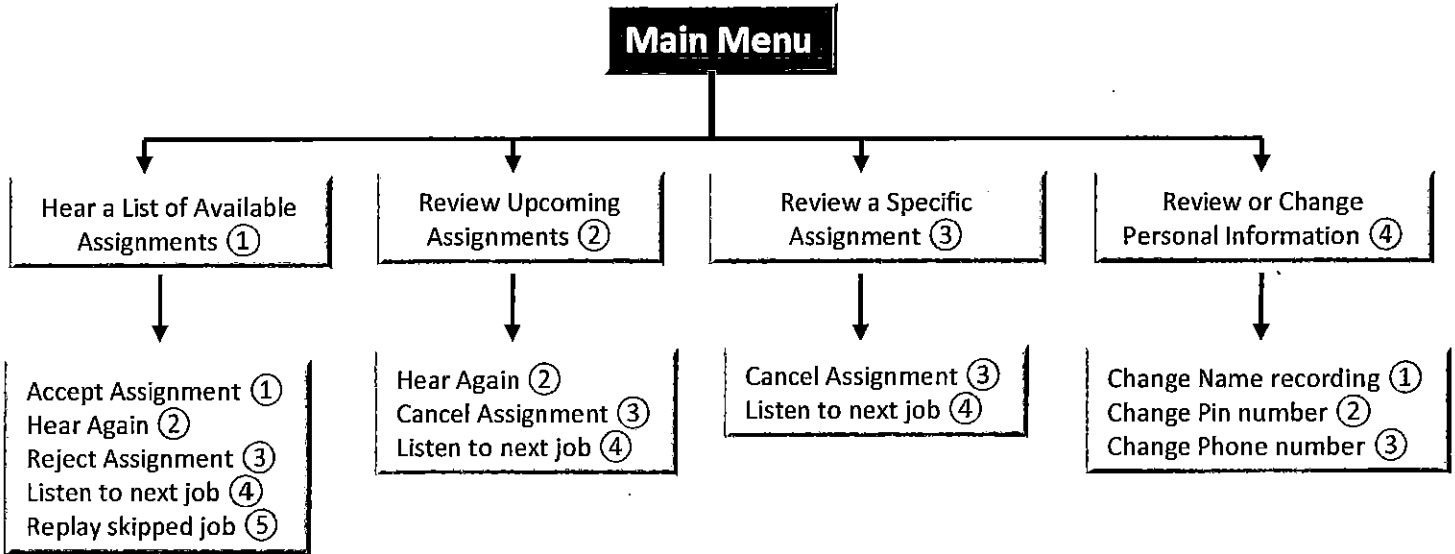 Main Menu
Hear a List of Available
Assignments ①
Review Upcoming
Assignments ②
Review a Specific
Assignment ③
Review or Change
Personal Information ④
Accept Assignment ①
Hear Again ②
Reject Assignment ③
Listen to next job ④
Replay skipped job ⑤
Hear Again ②
Cancel Assignment ③
Listen to next job ④
Cancel Assignment ③
Listen to next job ④
Change Name recording ①
Change Pin number ②
Change Phone number ③